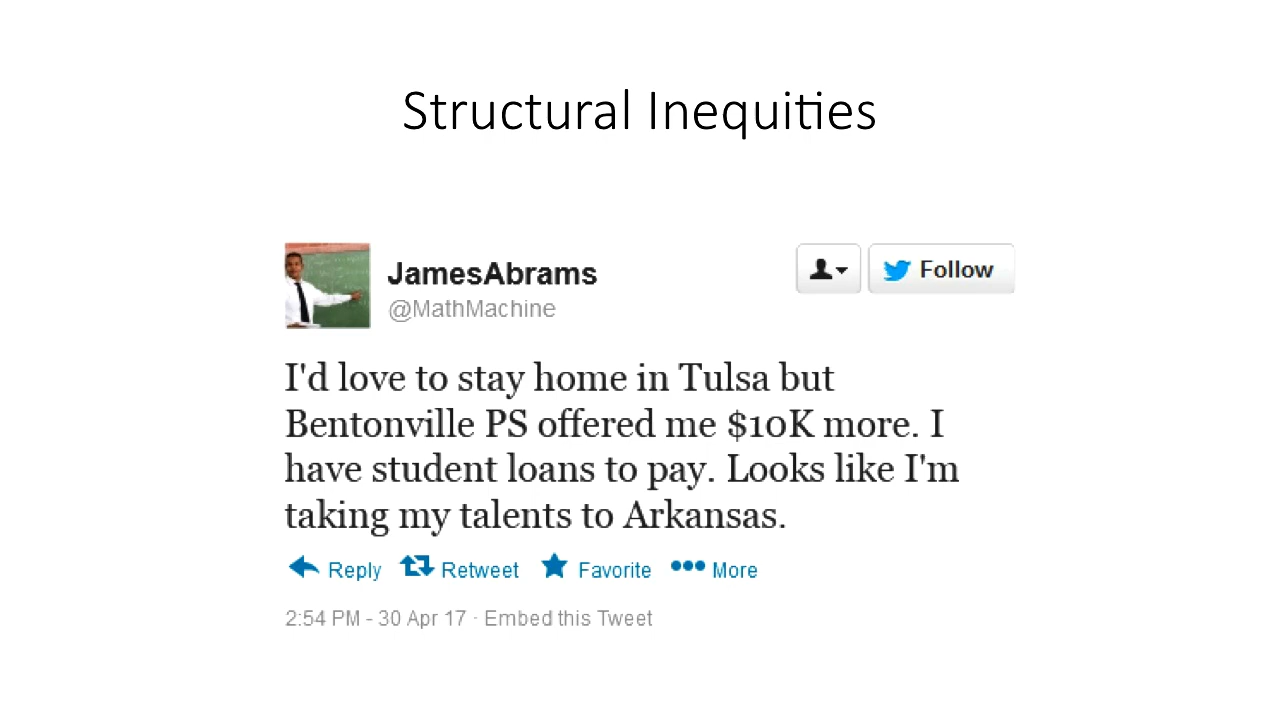 Structural Inequities
JamesAbrams
@MathMachine
Follow
I'd love to stay home in Tulsa but
Bentonville PS offered me $10K more. I
have student loans to pay. Looks like I'm
taking my talents to Arkansas.
Reply Retweet Favorite More
2:54 PM - 30 Apr 17 · Embed this Tweet